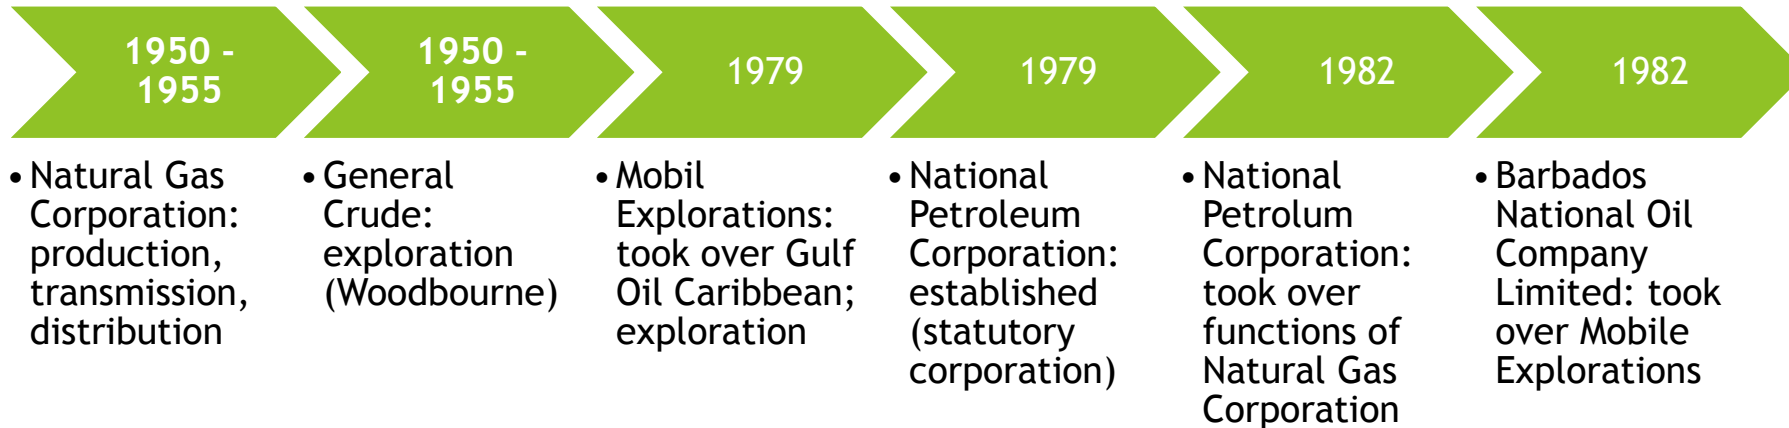 1950 -
1955
1950 -
1955
1979
1979
1982
1982
• Natural Gas
Corporation:
production,
transmission,
distribution
• General
Crude:
exploration
(Woodbourne)
• Mobil
Explorations:
took over Gulf
Oil Caribbean;
exploration
• National
Petroleum
Corporation:
established
(statutory
corporation)
• National
Petrolum
Corporation:
took over
functions of
Natural Gas
Corporation
• Barbados
National Oil
Company
Limited: took
over Mobile
Explorations